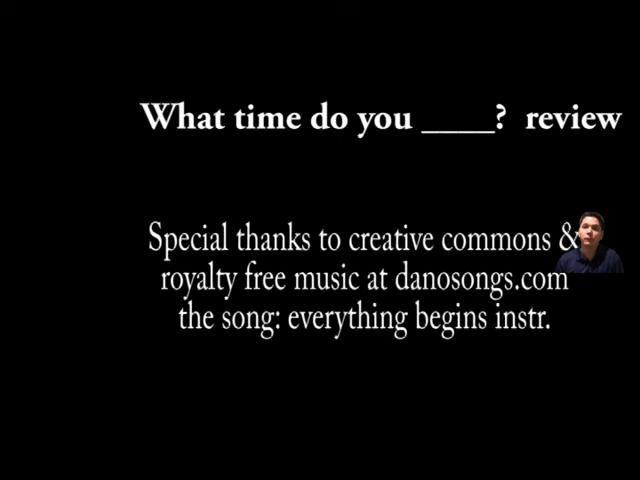 What time do you ____? review
Special thanks to creative commons &
royalty free music at danosongs.com
the song: everything begins instr.